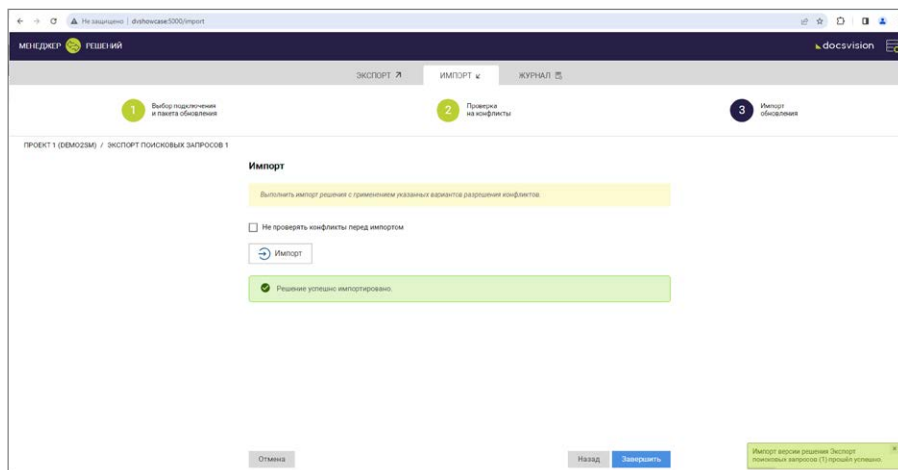 Не защищено | dvshowcase:5000/import
МЕНЕДЖЕР РЕШЕНИЙ
docsvision
ЭКСПОРТ
ИМПОРТ
ЖУРНАЛ
1
Выбор подключения
и пакета обновления
2
Проверка
на конфликты
3
Импорт
обновления
ПРОЕКТ 1 (DEMO2SM) / ЭКСПОРТ ПОИСКОВЫХ ЗАПРОСОВ 1
Импорт
Выполнить импорт решения с применением указанных вариантов разрешения конфликтов.
Не проверять конфликты перед импортом
Импорт
Решение успешно импортировано.
Отмена
Назад
Завершить
Импорт версии решения Экспорт
поисковых запросов (1) прошёл успешно.